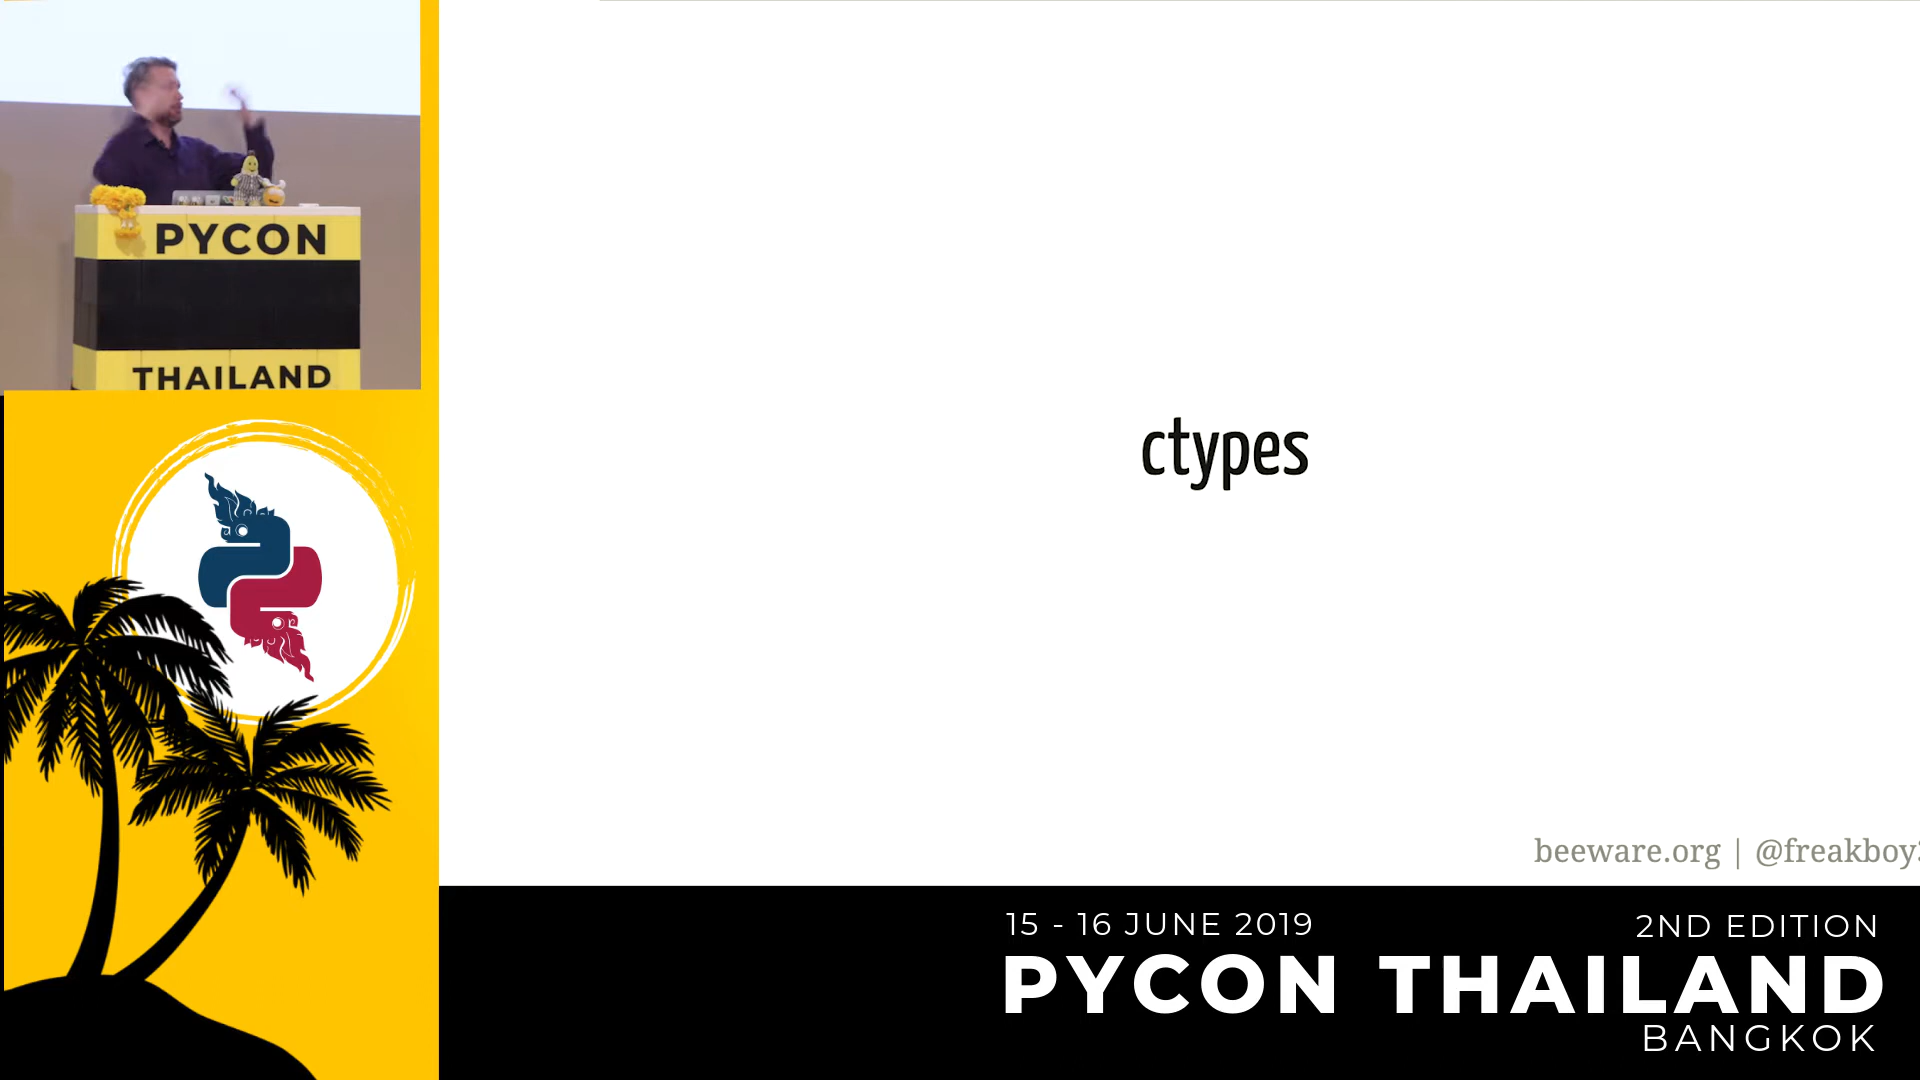 PYCON
THAILAND
ctypes
beeware.org | @freakboy
15 - 16 JUNE 2019
2ND EDITION
PYCON THAILAND
BANGKOK